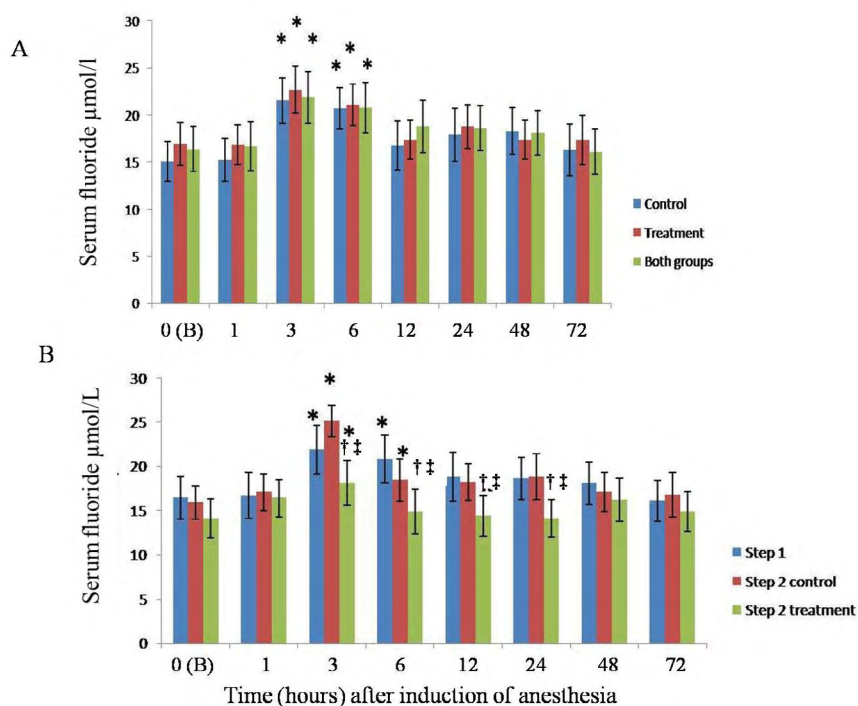 A
Serum fluoride µmol/l
30
25
20
15
10
5
0
* * *
* * *
0 (B) 1 3 6 12 24 48 72
Control
Treatment
Both groups
B
Serum fluoride µmol/L
30
25
20
15
10
5
0
*
* * *
* † ‡
* † ‡
† ‡
† ‡
0 (B) 1 3 6 12 24 48 72
Step 1
Step 2 control
Step 2 treatment
Time (hours) after induction of anesthesia